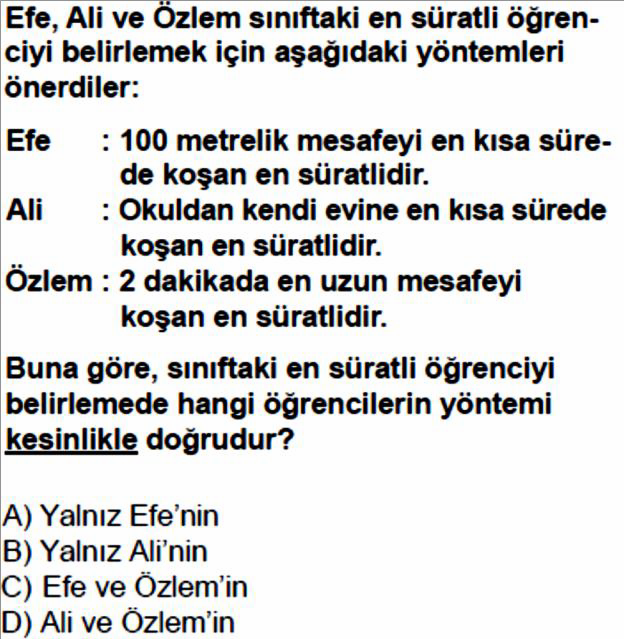 Efe, Ali ve Özlem sınıftaki en süratli öğren-
ciyi belirlemek için aşağıdaki yöntemleri
önerdiler:
Efe : 100 metrelik mesafeyi en kısa süre-
de koşan en süratlidir.
Ali : Okuldan kendi evine en kısa sürede
koşan en süratlidir.
Özlem : 2 dakikada en uzun mesafeyi
koşan en süratlidir.
Buna göre, sınıftaki en süratli öğrenciyi
belirlemede hangi öğrencilerin yöntemi
kesinlikle doğrudur?
A) Yalnız Efe'nin
B) Yalnız Ali'nin
C) Efe ve Özlem'in
D) Ali ve Özlem'in